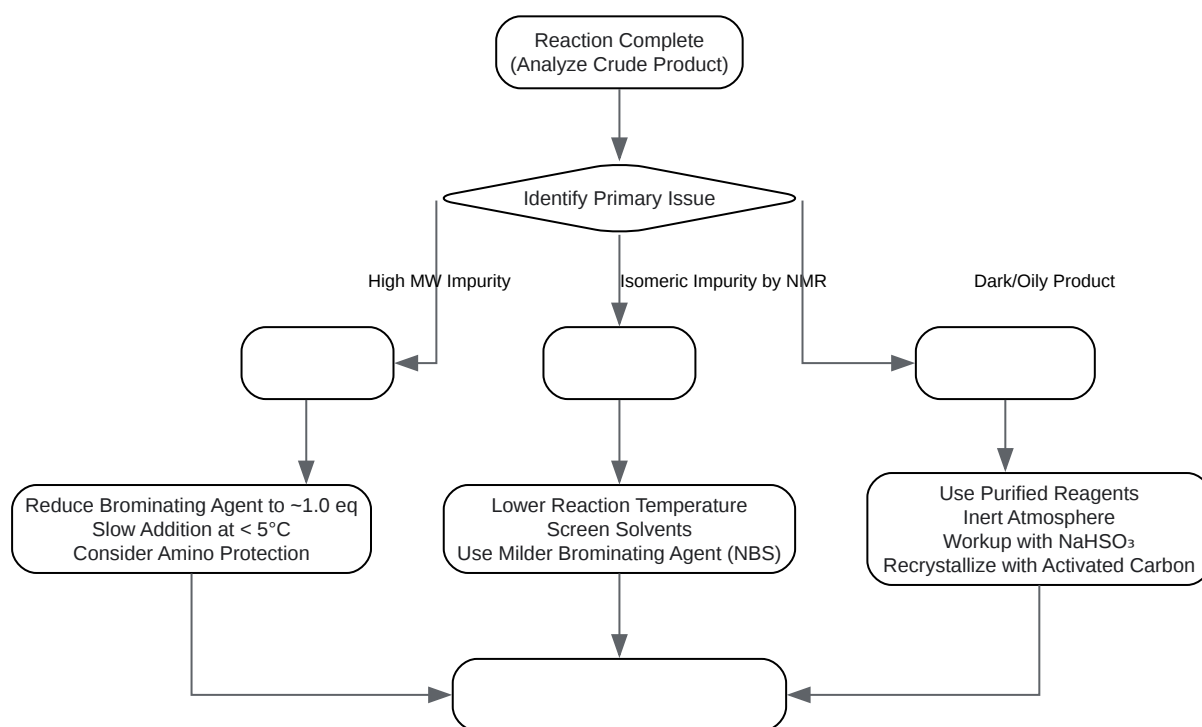 Reaction Complete
(Analyze Crude Product)
Identify Primary Issue
High MW Impurity
Isomeric Impurity by NMR
Dark/Oily Product
Reduce Brominating Agent to ~1.0 eq
Slow Addition at < 5°C
Consider Amino Protection
Lower Reaction Temperature
Screen Solvents
Use Milder Brominating Agent (NBS)
Use Purified Reagents
Inert Atmosphere
Workup with NaHSO₃
Recrystallize with Activated Carbon